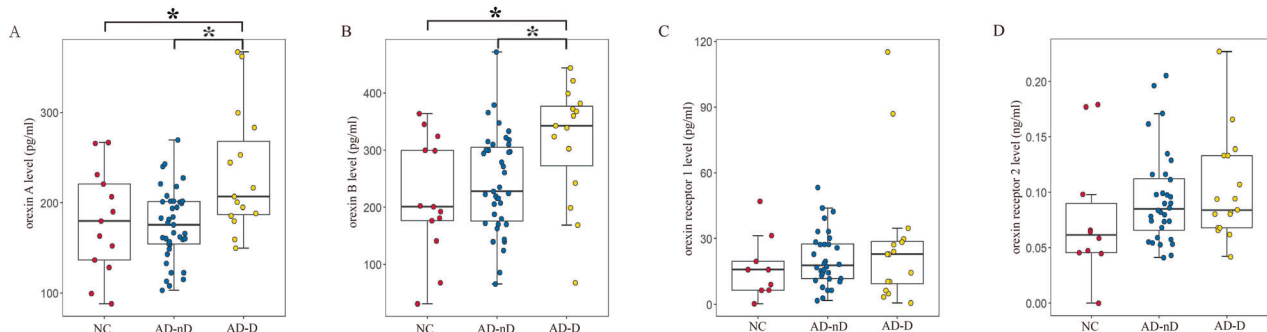 * * * *
A B C D
orexin A level (pg/ml)
300
200
100
NC AD-nD AD-D
orexin B level (pg/ml)
400
300
200
100
NC AD-nD AD-D
orexin receptor 1 level (pg/ml)
120
90
60
30
0
NC AD-nD AD-D
orexin receptor 2 level (ng/ml)
0.20
0.15
0.10
0.05
0.00
NC AD-nD AD-D